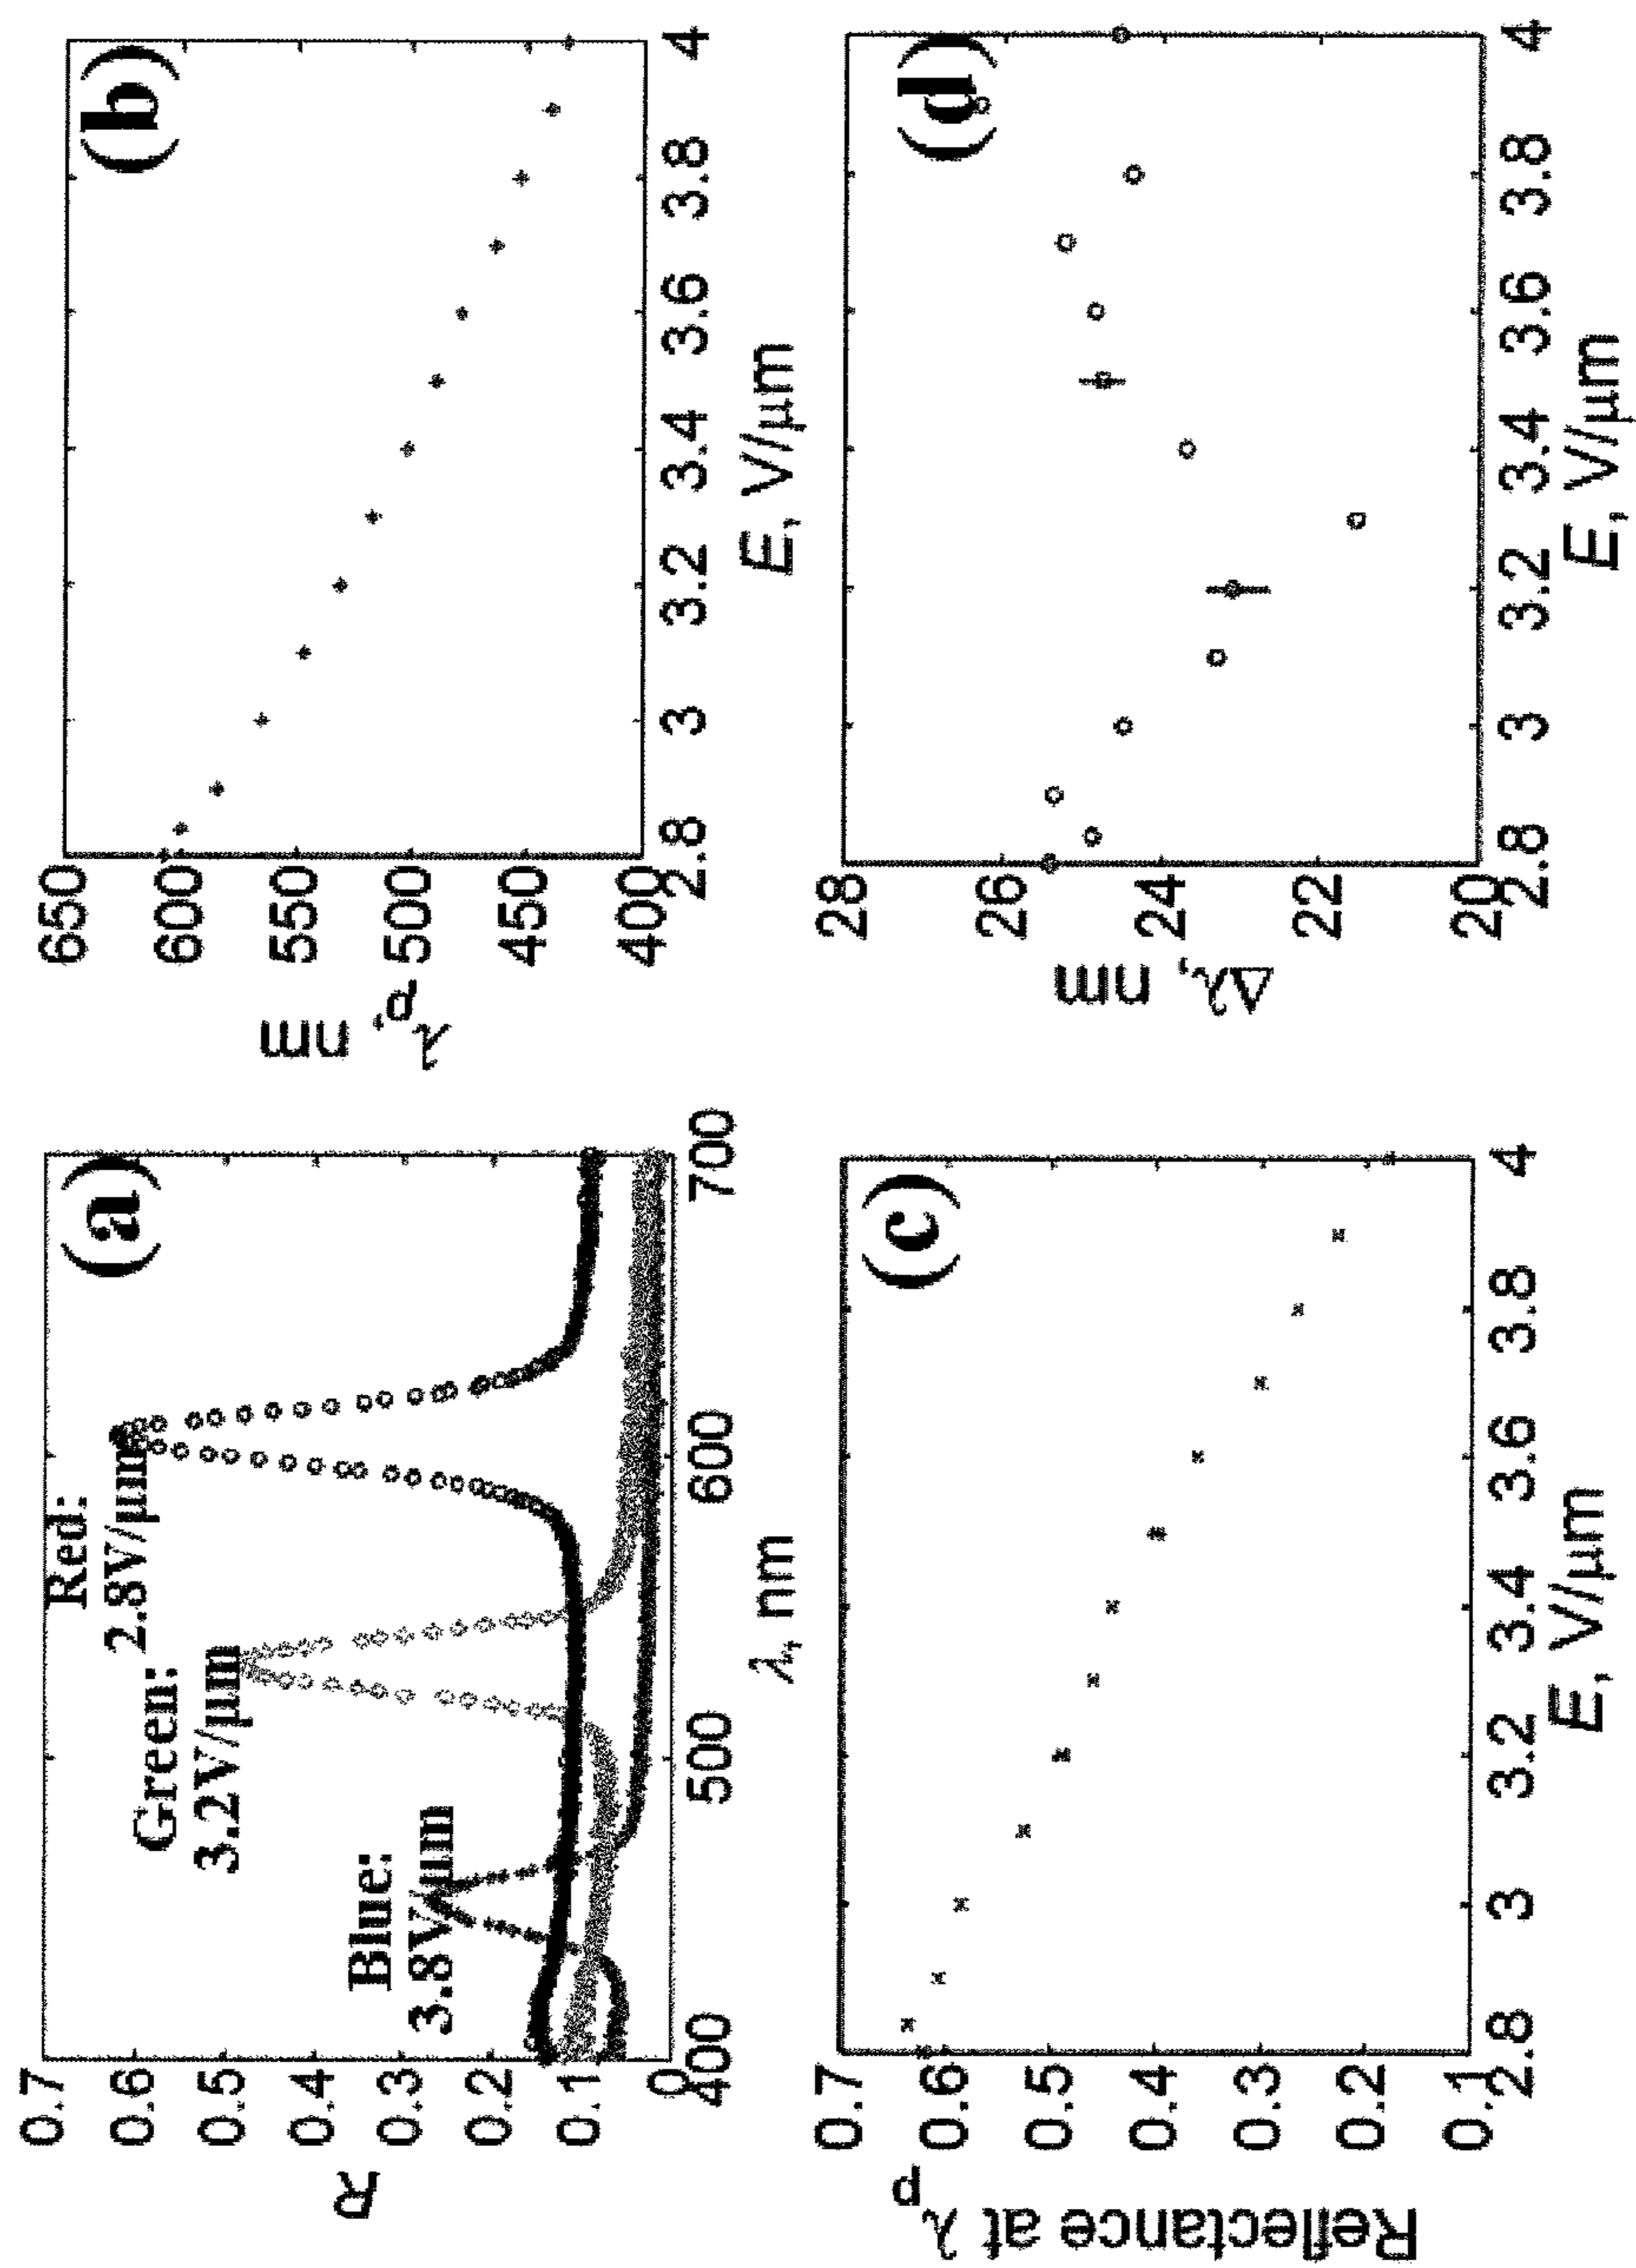 (a)
R
0.7
0.6
0.5
0.4
0.3
0.2
0.1
0
400
500
600
700
λ, nm
Red:
2.8V/µm
Green:
3.2V/µm
Blue:
3.8V/µm
(b)
λp, nm
650
600
550
500
450
400
2.8
3
3.2
3.4
3.6
3.8
4
E, V/µm
(c)
Reflectance at λp
0.7
0.6
0.5
0.4
0.3
0.2
0.1
2.8
3
3.2
3.4
3.6
3.8
4
E, V/µm
(d)
Δλ, nm
28
26
24
22
20
2.8
3
3.2
3.4
3.6
3.8
4
E, V/µm